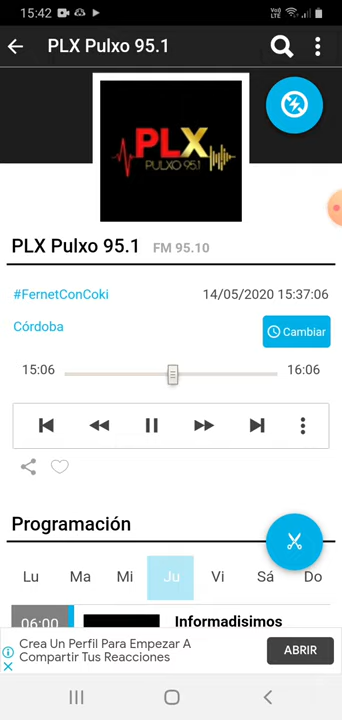 15:42
Vo)) LTE
PLX Pulxo 95.1
PLX
PULXO 95.1
PLX Pulxo 95.1 FM 95.10
#FernetConCoki 14/05/2020 15:37:06
Córdoba Cambiar
15:06 16:06
Programación
Lu Ma Mi Ju Vi Sá Do
06:00 Informadisimos
Crea Un Perfil Para Empezar A
Compartir Tus Reacciones
ABRIR